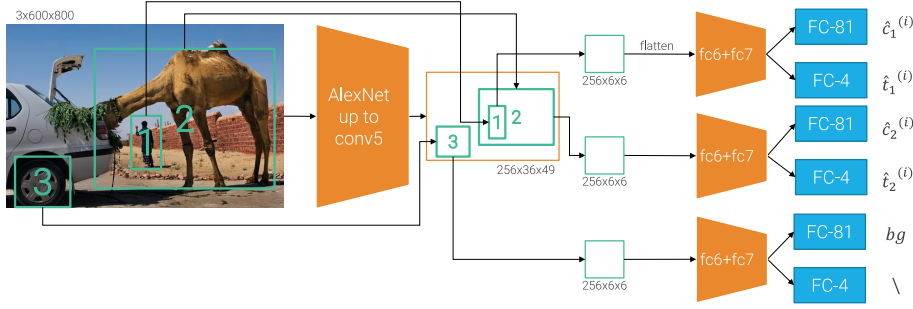 3x600x800
1
2
3
AlexNet
up to
conv5
1
2
3
256x36x49
256x6x6
flatten
fc6+fc7
FC-81
ĉ₁⁽ⁱ⁾
FC-4
t̂₁⁽ⁱ⁾
256x6x6
fc6+fc7
FC-81
ĉ₂⁽ⁱ⁾
FC-4
t̂₂⁽ⁱ⁾
256x6x6
fc6+fc7
FC-81
bg
FC-4
\